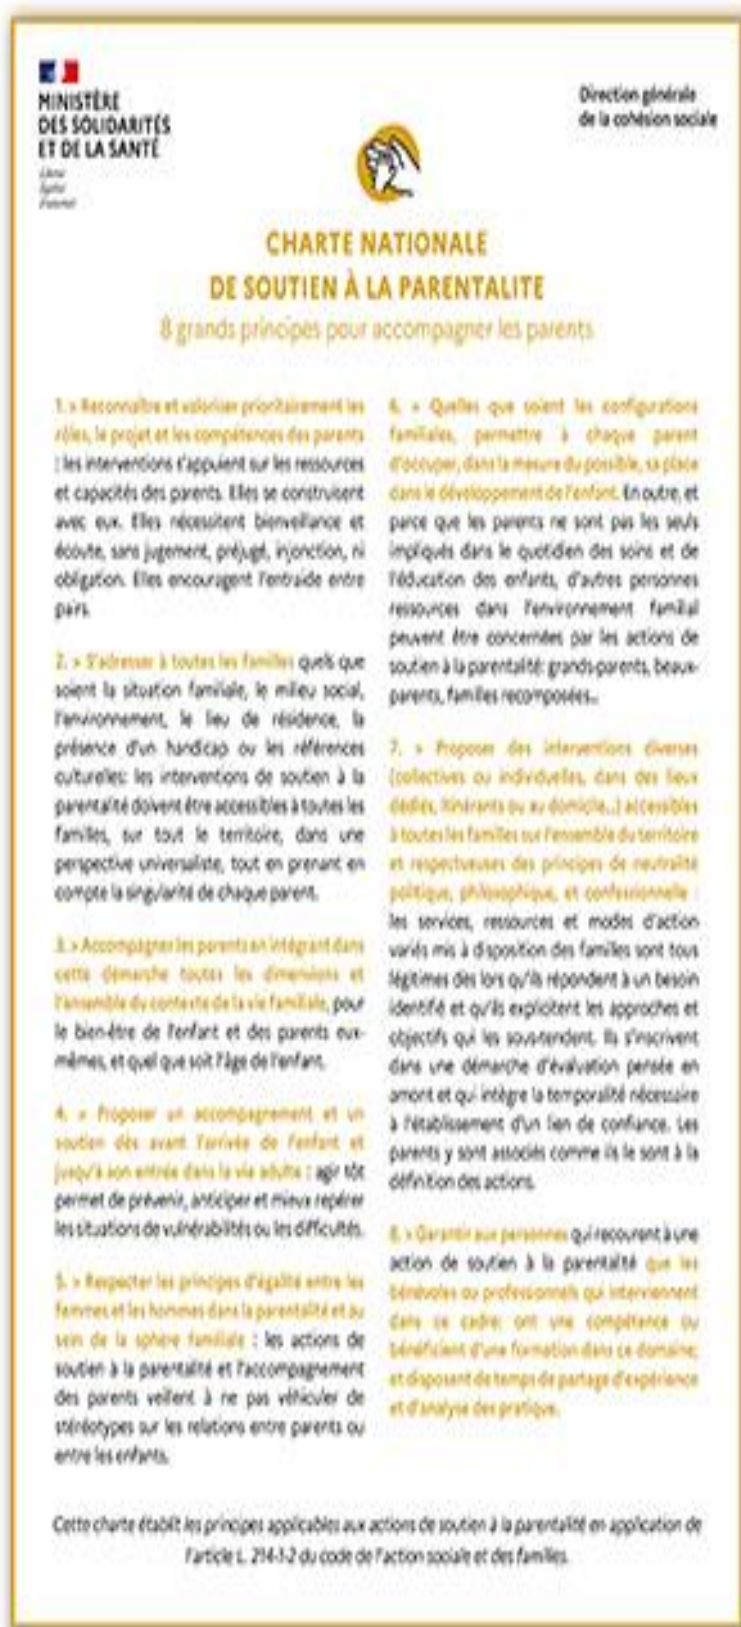 MINISTÈRE
DES SOLIDARITÉS
ET DE LA SANTÉ
Liberté
Égalité
Fraternité
Direction générale
de la cohésion sociale
CHARTE NATIONALE
DE SOUTIEN À LA PARENTALITE
8 grands principes pour accompagner les parents
1. » Reconnaître et valoriser prioritairement les
rôles, le projet et les compétences des parents
: les interventions s'appuient sur les ressources
et capacités des parents. Elles se construisent
avec eux. Elles nécessitent bienveillance et
écoute, sans jugement, préjugé, injonction, ni
obligation. Elles encouragent l'entraide entre
pairs.
2. » S'adresser à toutes les familles quels que
soient la situation familiale, le milieu social,
l'environnement, le lieu de résidence, la
présence d'un handicap ou les références
culturelles: les interventions de soutien à la
parentalité doivent être accessibles à toutes les
familles, sur tout le territoire, dans une
perspective universaliste, tout en prenant en
compte la singularité de chaque parent.
3. » Accompagner les parents en intégrant dans
cette démarche toutes les dimensions et
l'ensemble du contexte de la vie familiale, pour
le bien-être de l'enfant et des parents eux-
mêmes, et quel que soit l'âge de l'enfant.
4. » Proposer un accompagnement et un
soutien dès avant l'arrivée de l'enfant et
jusqu'à son entrée dans la vie adulte : agir tôt
permet de prévenir, anticiper et mieux repérer
les situations de vulnérabilités ou les difficultés.
5. » Respecter les principes d'égalité entre les
femmes et les hommes dans la parentalité et au
sein de la sphère familiale : les actions de
soutien à la parentalité et l'accompagnement
des parents veillent à ne pas véhiculer de
stéréotypes sur les relations entre parents ou
entre les enfants.
6. » Quelles que soient les configurations
familiales, permettre à chaque parent
d'occuper, dans la mesure du possible, sa place
dans le développement de l'enfant. En outre, et
parce que les parents ne sont pas les seuls
impliqués dans le quotidien des soins et de
l'éducation des enfants, d'autres personnes
ressources dans l'environnement familial
peuvent être concernées par les actions de
soutien à la parentalité: grands-parents, beaux-
parents, familles recomposées...
7. » Proposer des interventions diverses
(collectives ou individuelles, dans des lieux
dédiés, itinérants ou au domicile...) accessibles
à toutes les familles sur l'ensemble du territoire
et respectueuses des principes de neutralité
politique, philosophique, et confessionnelle :
les services, ressources et modes d'action
variés mis à disposition des familles sont tous
légitimes dès lors qu'ils répondent à un besoin
identifié et qu'ils explicitent les approches et
objectifs qui les sous-tendent. Ils s'inscrivent
dans une démarche d'évaluation pensée en
amont et qui intègre la temporalité nécessaire
à l'établissement d'un lien de confiance. Les
parents y sont associés comme ils le sont à la
définition des actions.
8. » Garantir aux personnes qui recourent à une
action de soutien à la parentalité que les
bénévoles ou professionnels qui interviennent
dans ce cadre: ont une compétence ou
bénéficient d'une formation dans ce domaine;
et disposent de temps de partage d'expérience
et d'analyse des pratique.
Cette charte établit les principes applicables aux actions de soutien à la parentalité en application de
l'article L. 214-1-2 du code de l'action sociale et des familles.